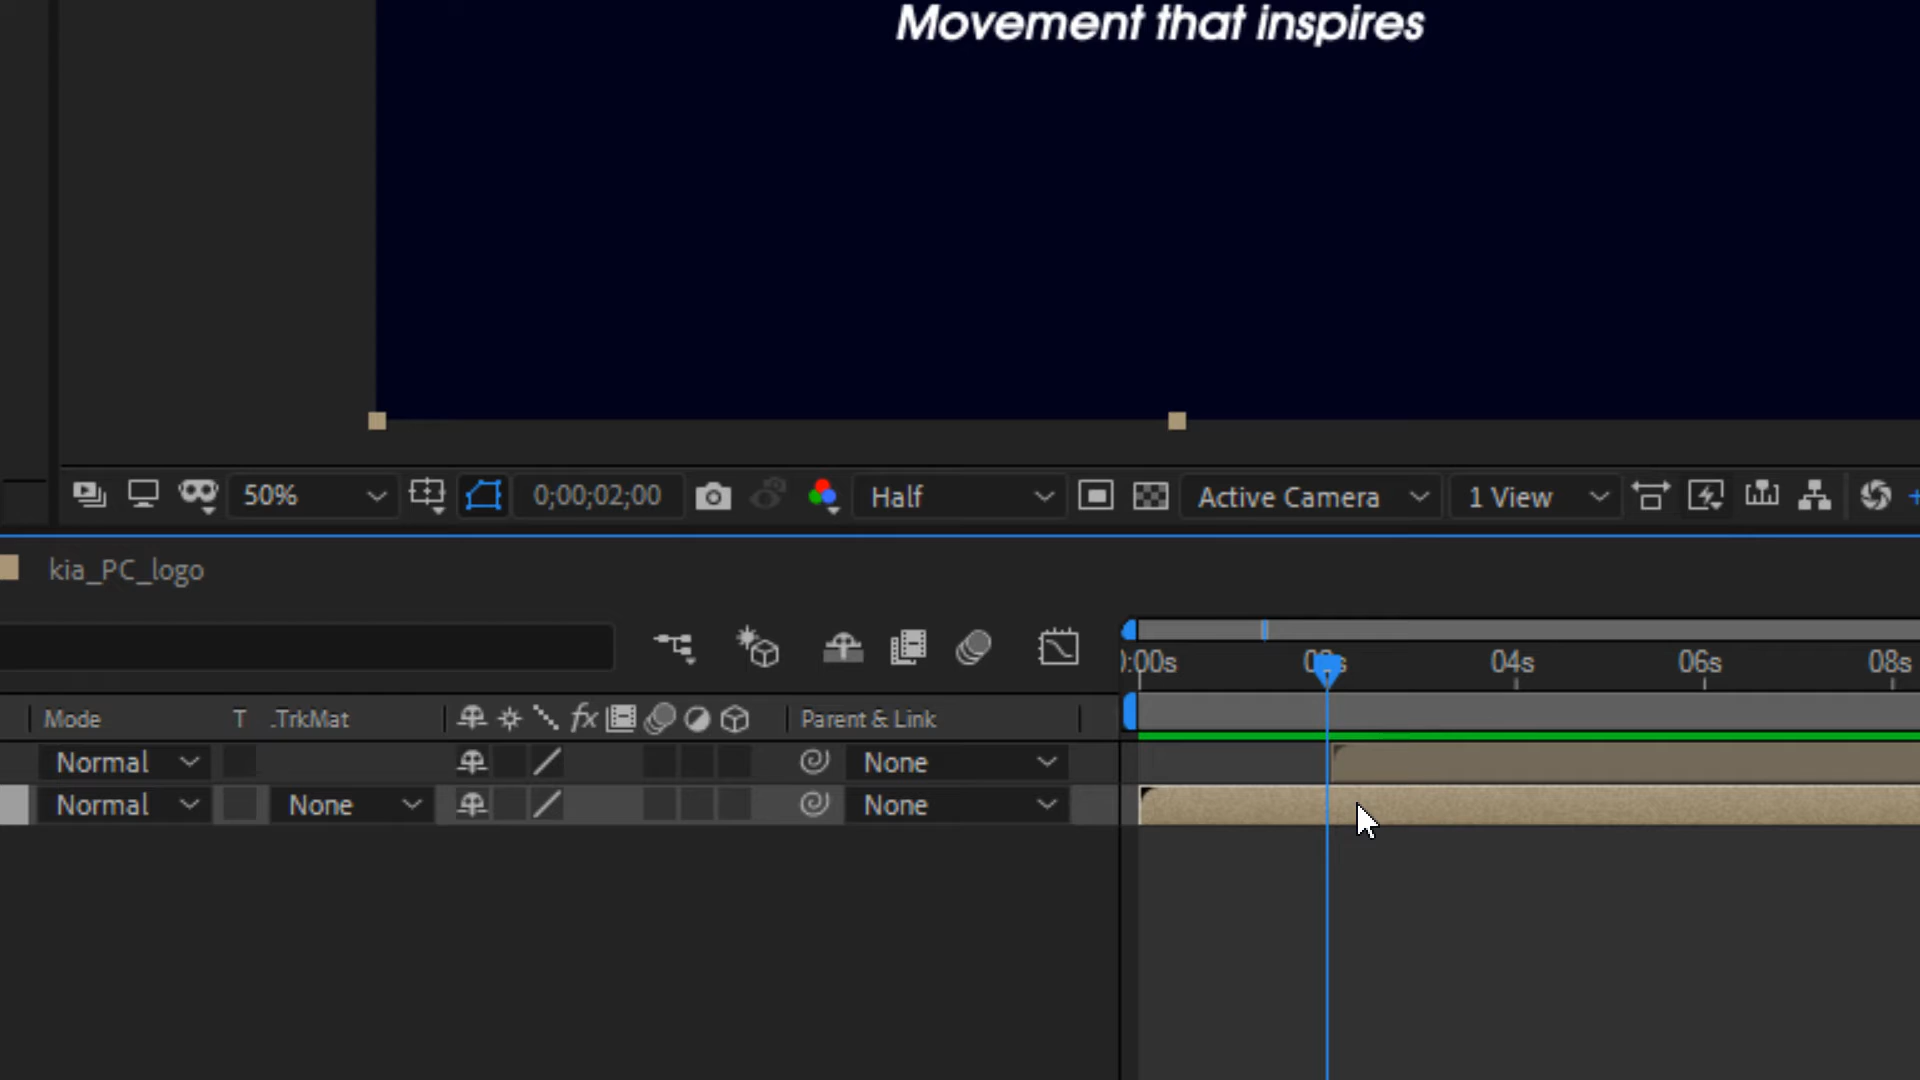 Movement that inspires
50%
0;00;02;00
Half
Active Camera
1 View
kia_PC_logo
0:00s
04s
06s
08s
Mode
T
.TrkMat
fx
Parent & Link
Normal
None
Normal
None
None